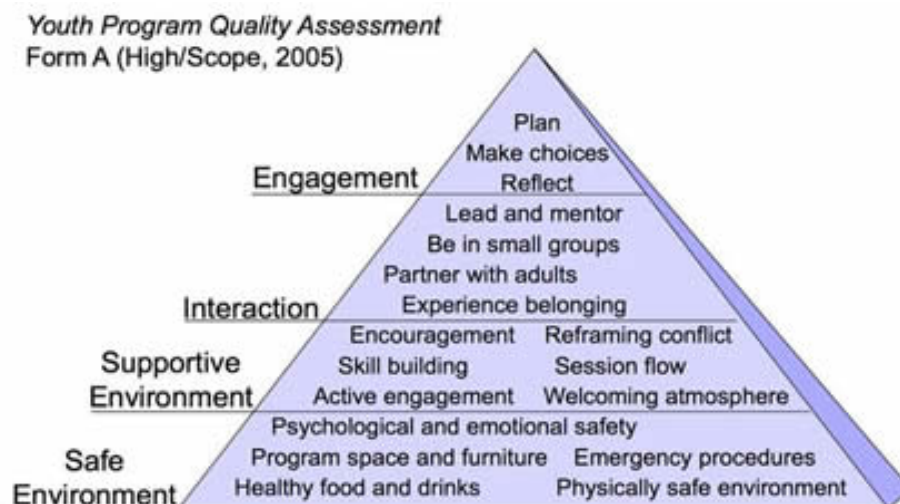 Youth Program Quality Assessment
Form A (High/Scope, 2005)
Plan
Make choices
Engagement
Reflect
Lead and mentor
Be in small groups
Partner with adults
Interaction
Experience belonging
Encouragement Reframing conflict
Supportive
Environment
Skill building Session flow
Active engagement Welcoming atmosphere
Psychological and emotional safety
Safe
Environment
Program space and furniture Emergency procedures
Healthy food and drinks Physically safe environment